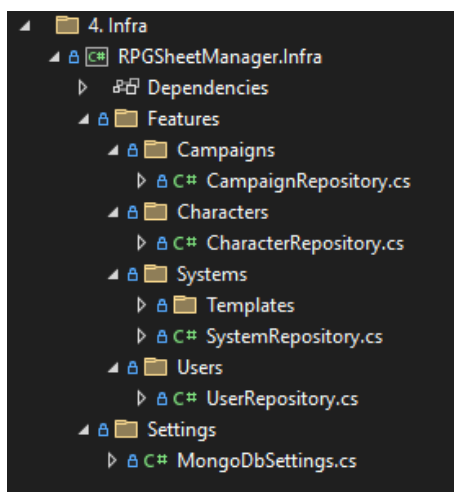 4. Infra
C# RPGSheetManager.Infra
Dependencies
Features
Campaigns
C# CampaignRepository.cs
Characters
C# CharacterRepository.cs
Systems
Templates
C# SystemRepository.cs
Users
C# UserRepository.cs
Settings
C# MongoDbSettings.cs